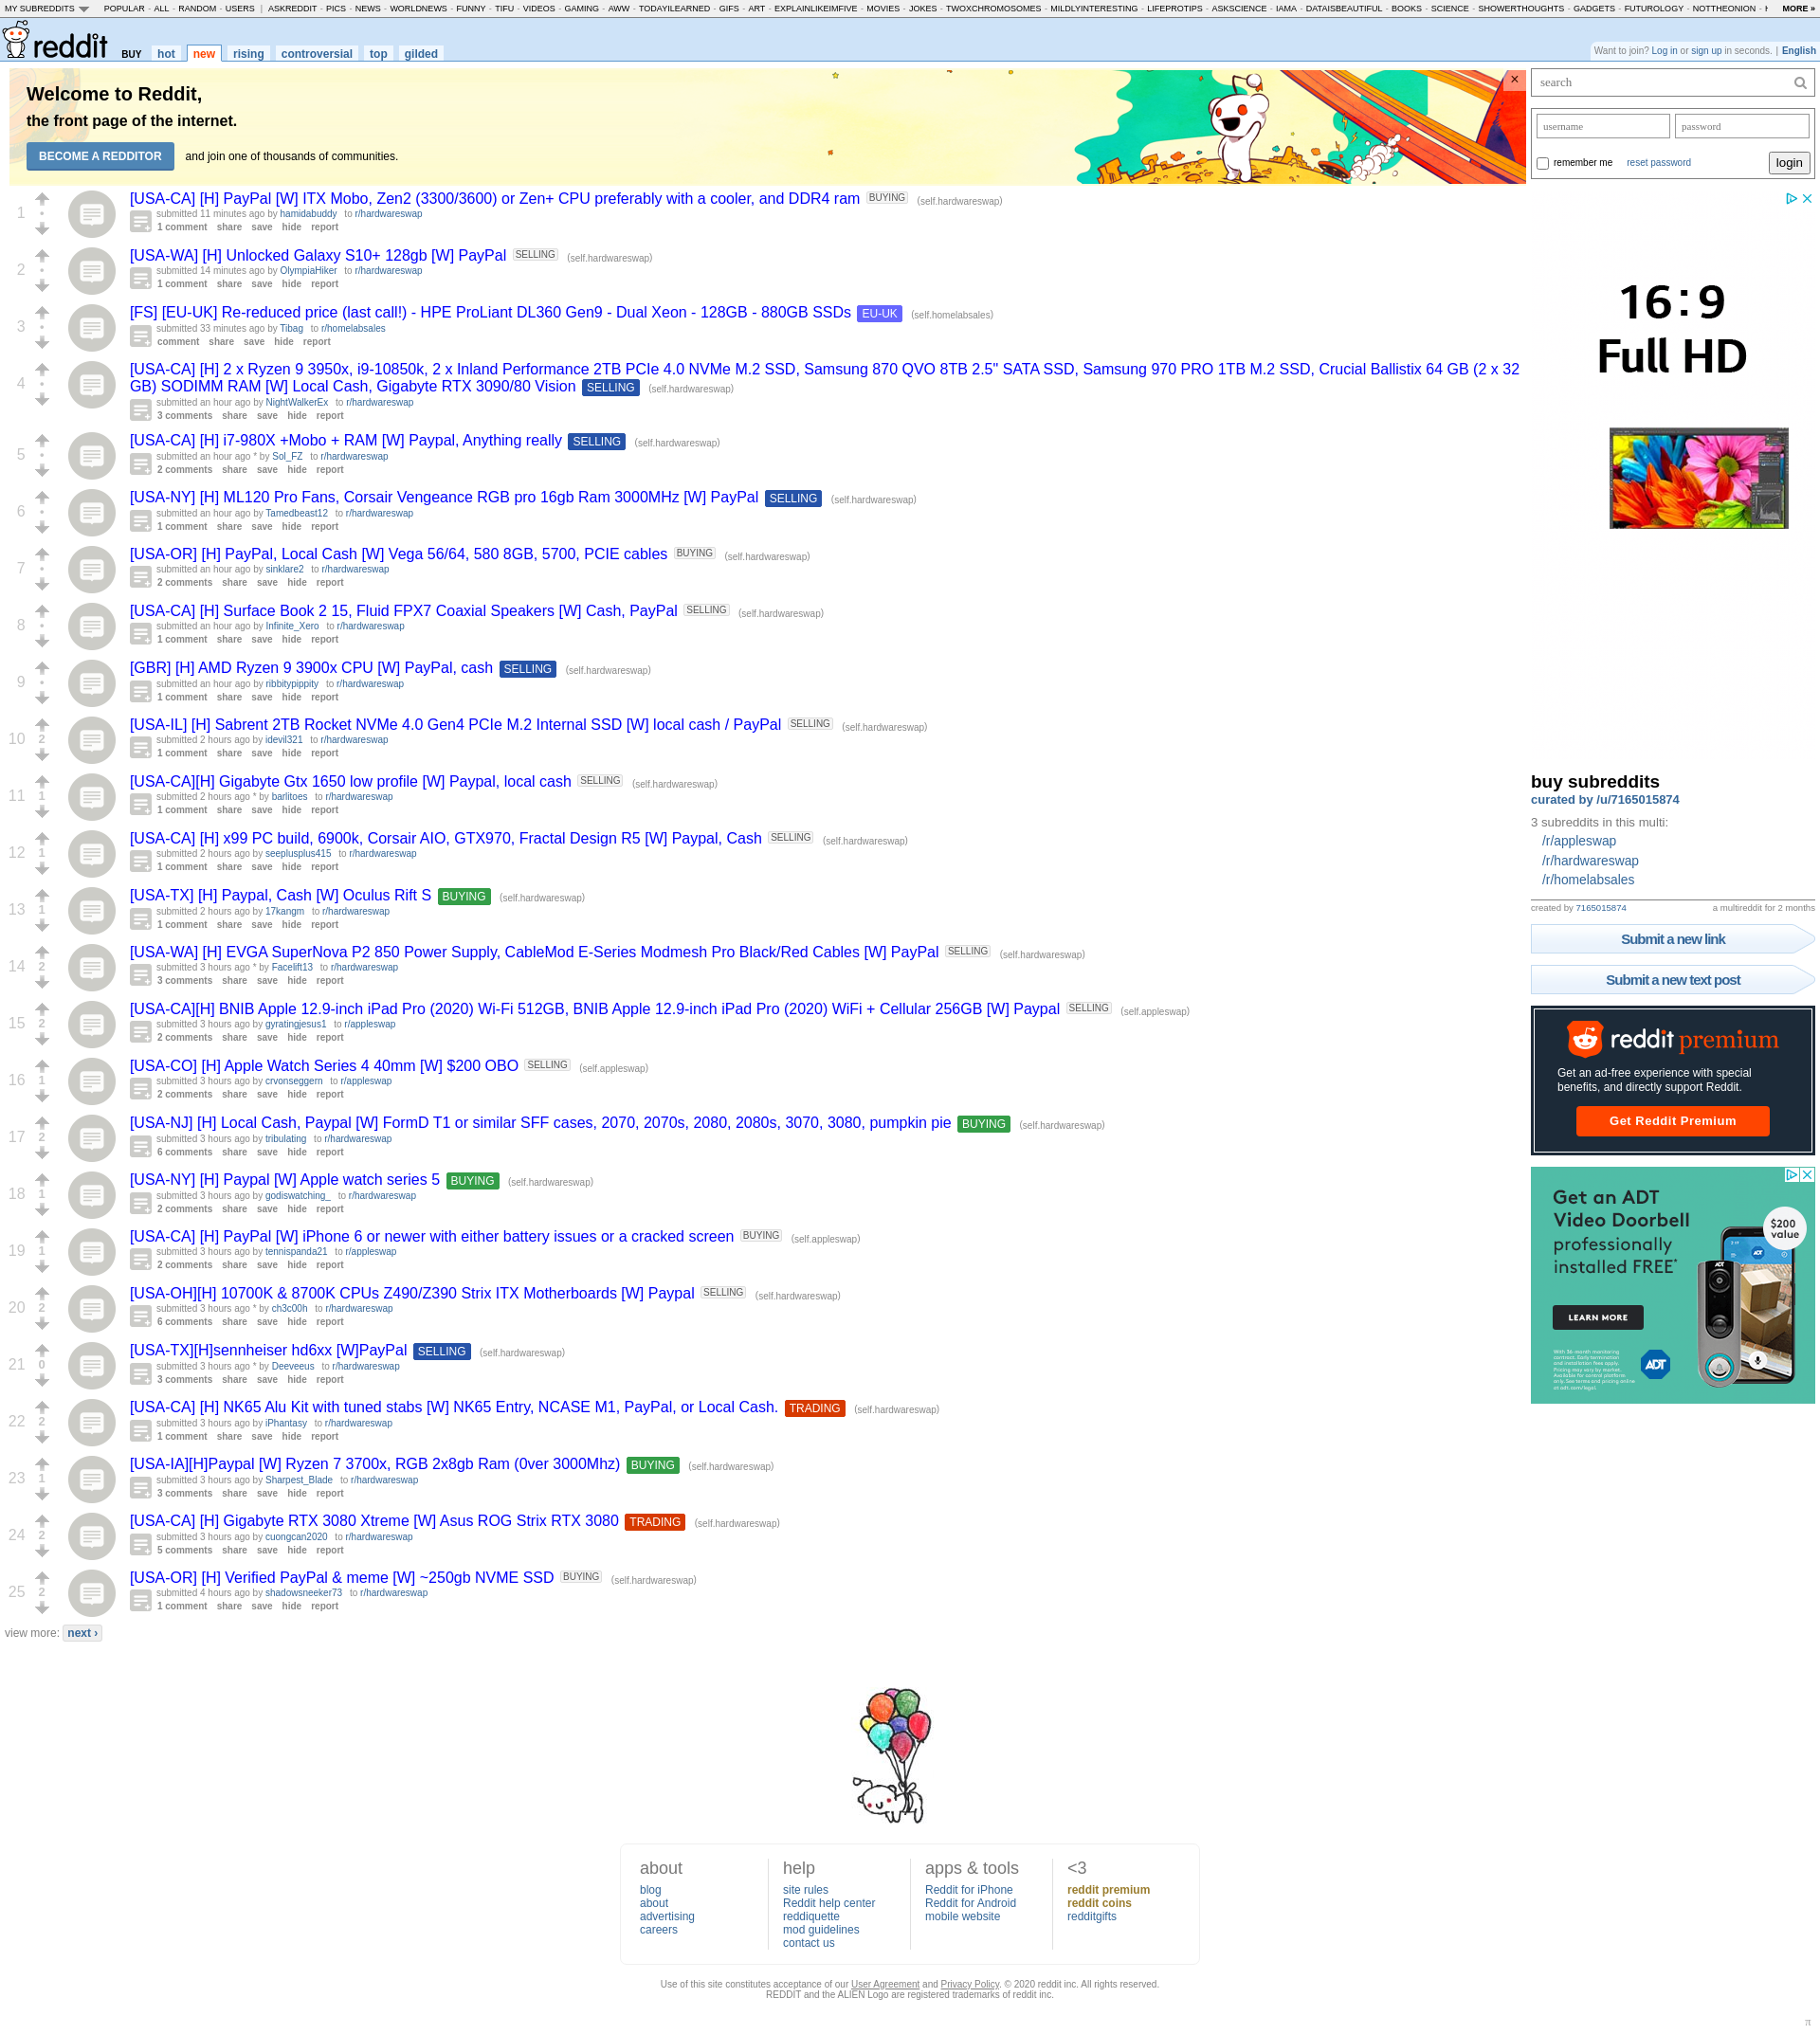 MY SUBREDDITS POPULAR - ALL - RANDOM - USERS | ASKREDDIT - PICS - NEWS - WORLDNEWS - FUNNY - TIFU - VIDEOS - GAMING - AWW - TODAYILEARNED - GIFS - ART - EXPLAINLIKEIMFIVE - MOVIES - JOKES - TWOXCHROMOSOMES - MILDLYINTERESTING - LIFEPROTIPS - ASKSCIENCE - IAMA - DATAISBEAUTIFUL - BOOKS - SCIENCE - SHOWERTHOUGHTS - GADGETS - FUTUROLOGY - NOTTHEONION - MORE »
reddit BUY hot new rising controversial top gilded
Want to join? Log in or sign up in seconds. | English
Welcome to Reddit,
the front page of the internet.
BECOME A REDDITOR and join one of thousands of communities.
×
search
username password
remember me reset password login
1 [USA-CA] [H] PayPal [W] ITX Mobo, Zen2 (3300/3600) or Zen+ CPU preferably with a cooler, and DDR4 ram BUYING (self.hardwareswap)
submitted 11 minutes ago by hamidabuddy to r/hardwareswap
1 comment share save hide report
2 [USA-WA] [H] Unlocked Galaxy S10+ 128gb [W] PayPal SELLING (self.hardwareswap)
submitted 14 minutes ago by OlympiaHiker to r/hardwareswap
1 comment share save hide report
3 [FS] [EU-UK] Re-reduced price (last call!) - HPE ProLiant DL360 Gen9 - Dual Xeon - 128GB - 880GB SSDs EU-UK (self.homelabsales)
submitted 33 minutes ago by Tibag to r/homelabsales
comment share save hide report
4 [USA-CA] [H] 2 x Ryzen 9 3950x, i9-10850k, 2 x Inland Performance 2TB PCIe 4.0 NVMe M.2 SSD, Samsung 870 QVO 8TB 2.5" SATA SSD, Samsung 970 PRO 1TB M.2 SSD, Crucial Ballistix 64 GB (2 x 32
GB) SODIMM RAM [W] Local Cash, Gigabyte RTX 3090/80 Vision SELLING (self.hardwareswap)
submitted an hour ago by NightWalkerEx to r/hardwareswap
3 comments share save hide report
5 [USA-CA] [H] i7-980X +Mobo + RAM [W] Paypal, Anything really SELLING (self.hardwareswap)
submitted an hour ago * by Sol_FZ to r/hardwareswap
2 comments share save hide report
6 [USA-NY] [H] ML120 Pro Fans, Corsair Vengeance RGB pro 16gb Ram 3000MHz [W] PayPal SELLING (self.hardwareswap)
submitted an hour ago by Tamedbeast12 to r/hardwareswap
1 comment share save hide report
7 [USA-OR] [H] PayPal, Local Cash [W] Vega 56/64, 580 8GB, 5700, PCIE cables BUYING (self.hardwareswap)
submitted an hour ago by sinklare2 to r/hardwareswap
2 comments share save hide report
8 [USA-CA] [H] Surface Book 2 15, Fluid FPX7 Coaxial Speakers [W] Cash, PayPal SELLING (self.hardwareswap)
submitted an hour ago by Infinite_Xero to r/hardwareswap
1 comment share save hide report
9 [GBR] [H] AMD Ryzen 9 3900x CPU [W] PayPal, cash SELLING (self.hardwareswap)
submitted an hour ago by ribbitypippity to r/hardwareswap
1 comment share save hide report
10 2 [USA-IL] [H] Sabrent 2TB Rocket NVMe 4.0 Gen4 PCIe M.2 Internal SSD [W] local cash / PayPal SELLING (self.hardwareswap)
submitted 2 hours ago by idevil321 to r/hardwareswap
1 comment share save hide report
11 1 [USA-CA][H] Gigabyte Gtx 1650 low profile [W] Paypal, local cash SELLING (self.hardwareswap)
submitted 2 hours ago * by barlitoes to r/hardwareswap
1 comment share save hide report
12 1 [USA-CA] [H] x99 PC build, 6900k, Corsair AIO, GTX970, Fractal Design R5 [W] Paypal, Cash SELLING (self.hardwareswap)
submitted 2 hours ago by seeplusplus415 to r/hardwareswap
1 comment share save hide report
13 1 [USA-TX] [H] Paypal, Cash [W] Oculus Rift S BUYING (self.hardwareswap)
submitted 2 hours ago by 17kangm to r/hardwareswap
1 comment share save hide report
14 2 [USA-WA] [H] EVGA SuperNova P2 850 Power Supply, CableMod E-Series Modmesh Pro Black/Red Cables [W] PayPal SELLING (self.hardwareswap)
submitted 3 hours ago * by Facelift13 to r/hardwareswap
3 comments share save hide report
15 2 [USA-CA][H] BNIB Apple 12.9-inch iPad Pro (2020) Wi-Fi 512GB, BNIB Apple 12.9-inch iPad Pro (2020) WiFi + Cellular 256GB [W] Paypal SELLING (self.appleswap)
submitted 3 hours ago by gyratingjesus1 to r/appleswap
2 comments share save hide report
16 1 [USA-CO] [H] Apple Watch Series 4 40mm [W] $200 OBO SELLING (self.appleswap)
submitted 3 hours ago by crvonseggern to r/appleswap
2 comments share save hide report
17 2 [USA-NJ] [H] Local Cash, Paypal [W] FormD T1 or similar SFF cases, 2070, 2070s, 2080, 2080s, 3070, 3080, pumpkin pie BUYING (self.hardwareswap)
submitted 3 hours ago by tribulating to r/hardwareswap
6 comments share save hide report
18 1 [USA-NY] [H] Paypal [W] Apple watch series 5 BUYING (self.hardwareswap)
submitted 3 hours ago by godiswatching_ to r/hardwareswap
2 comments share save hide report
19 1 [USA-CA] [H] PayPal [W] iPhone 6 or newer with either battery issues or a cracked screen BUYING (self.appleswap)
submitted 3 hours ago by tennispanda21 to r/appleswap
2 comments share save hide report
20 2 [USA-OH][H] 10700K & 8700K CPUs Z490/Z390 Strix ITX Motherboards [W] Paypal SELLING (self.hardwareswap)
submitted 3 hours ago * by ch3c00h to r/hardwareswap
6 comments share save hide report
21 0 [USA-TX][H]sennheiser hd6xx [W]PayPal SELLING (self.hardwareswap)
submitted 3 hours ago * by Deeveeus to r/hardwareswap
3 comments share save hide report
22 2 [USA-CA] [H] NK65 Alu Kit with tuned stabs [W] NK65 Entry, NCASE M1, PayPal, or Local Cash. TRADING (self.hardwareswap)
submitted 3 hours ago by iPhantasy to r/hardwareswap
1 comment share save hide report
23 1 [USA-IA][H]Paypal [W] Ryzen 7 3700x, RGB 2x8gb Ram (0ver 3000Mhz) BUYING (self.hardwareswap)
submitted 3 hours ago by Sharpest_Blade to r/hardwareswap
3 comments share save hide report
24 2 [USA-CA] [H] Gigabyte RTX 3080 Xtreme [W] Asus ROG Strix RTX 3080 TRADING (self.hardwareswap)
submitted 3 hours ago by cuongcan2020 to r/hardwareswap
5 comments share save hide report
25 2 [USA-OR] [H] Verified PayPal & meme [W] ~250gb NVME SSD BUYING (self.hardwareswap)
submitted 4 hours ago by shadowsneeker73 to r/hardwareswap
1 comment share save hide report
view more: next ›
16:9
Full HD
buy subreddits
curated by /u/7165015874
3 subreddits in this multi:
/r/appleswap
/r/hardwareswap
/r/homelabsales
created by 7165015874 a multireddit for 2 months
Submit a new link
Submit a new text post
reddit premium
Get an ad-free experience with special
benefits, and directly support Reddit.
Get Reddit Premium
Get an ADT
Video Doorbell
professionally
installed FREE*
$200
value
LEARN MORE
With 36-month monitoring
contract. Early termination
and installation fees apply.
Pricing may vary by market.
Available for control platform
only. See terms and pricing online
at adt.com/legal.
ADT
about
blog
about
advertising
careers
help
site rules
Reddit help center
reddiquette
mod guidelines
contact us
apps & tools
Reddit for iPhone
Reddit for Android
mobile website
<3
reddit premium
reddit coins
redditgifts
Use of this site constitutes acceptance of our User Agreement and Privacy Policy. © 2020 reddit inc. All rights reserved.
REDDIT and the ALIEN Logo are registered trademarks of reddit inc.
π